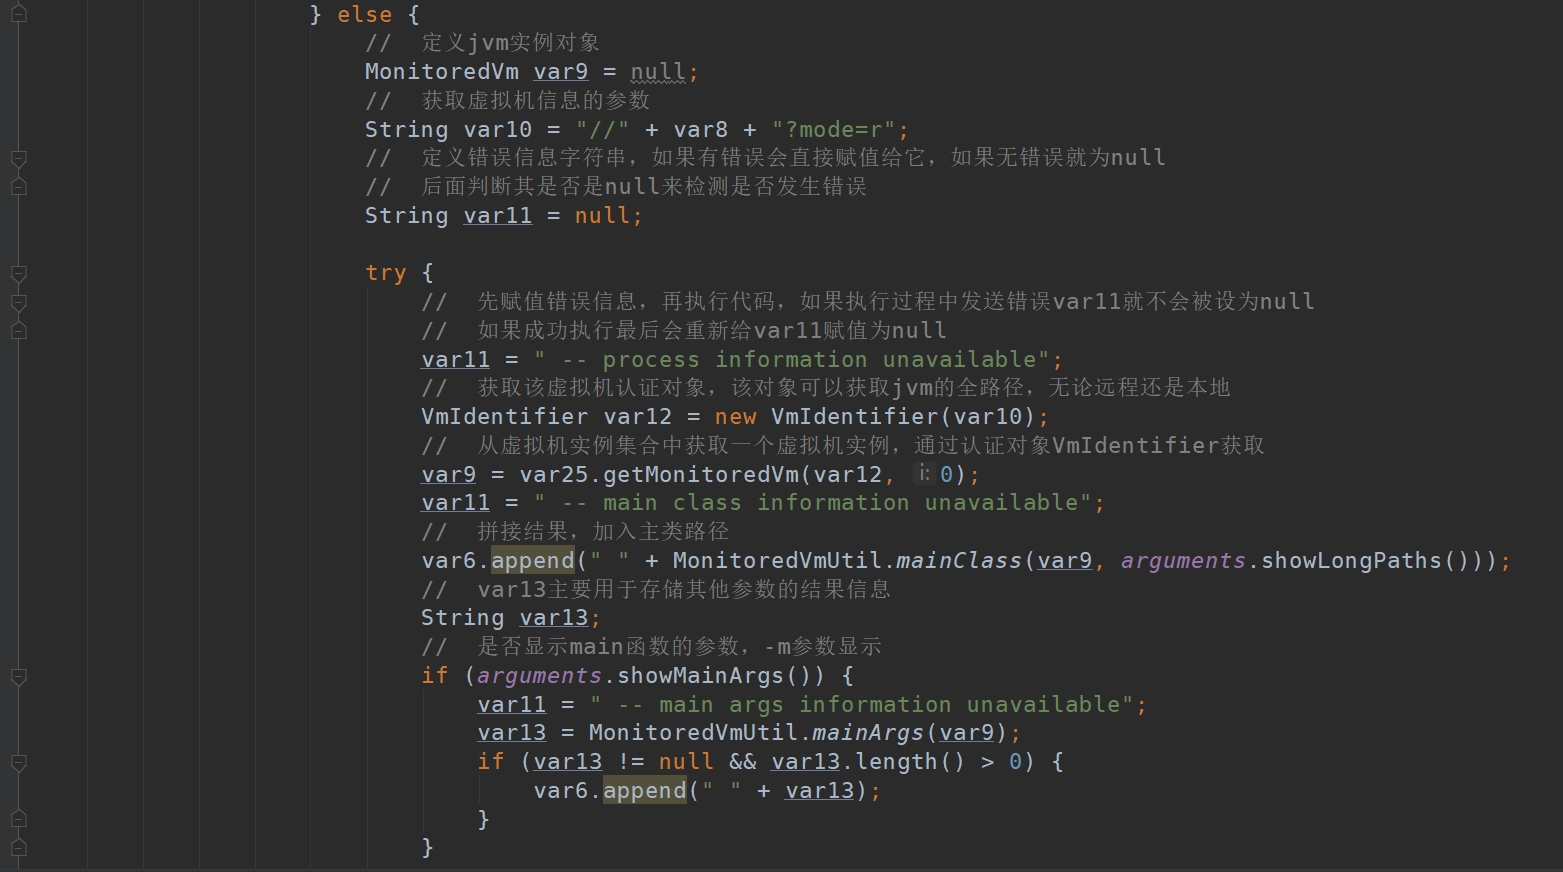 } else {
//  定义jvm实例对象
MonitoredVm var9 = null;
//  获取虚拟机信息的参数
String var10 = "//" + var8 + "?mode=r";
//  定义错误信息字符串，如果有错误会直接赋值给它，如果无错误就为null
//  后面判断其是否是null来检测是否发生错误
String var11 = null;
try {
//  先赋值错误信息，再执行代码，如果执行过程中发送错误var11就不会被设为null
//  如果成功执行最后会重新给var11赋值为null
var11 = " -- process information unavailable";
//  获取该虚拟机认证对象，该对象可以获取jvm的全路径，无论远程还是本地
VmIdentifier var12 = new VmIdentifier(var10);
//  从虚拟机实例集合中获取一个虚拟机实例，通过认证对象VmIdentifier获取
var9 = var25.getMonitoredVm(var12, i: 0);
var11 = " -- main class information unavailable";
//  拼接结果，加入主类路径
var6.append(" " + MonitoredVmUtil.mainClass(var9, arguments.showLongPaths()));
//  var13主要用于存储其他参数的结果信息
String var13;
//  是否显示main函数的参数，-m参数显示
if (arguments.showMainArgs()) {
var11 = " -- main args information unavailable";
var13 = MonitoredVmUtil.mainArgs(var9);
if (var13 != null && var13.length() > 0) {
var6.append(" " + var13);
}
}